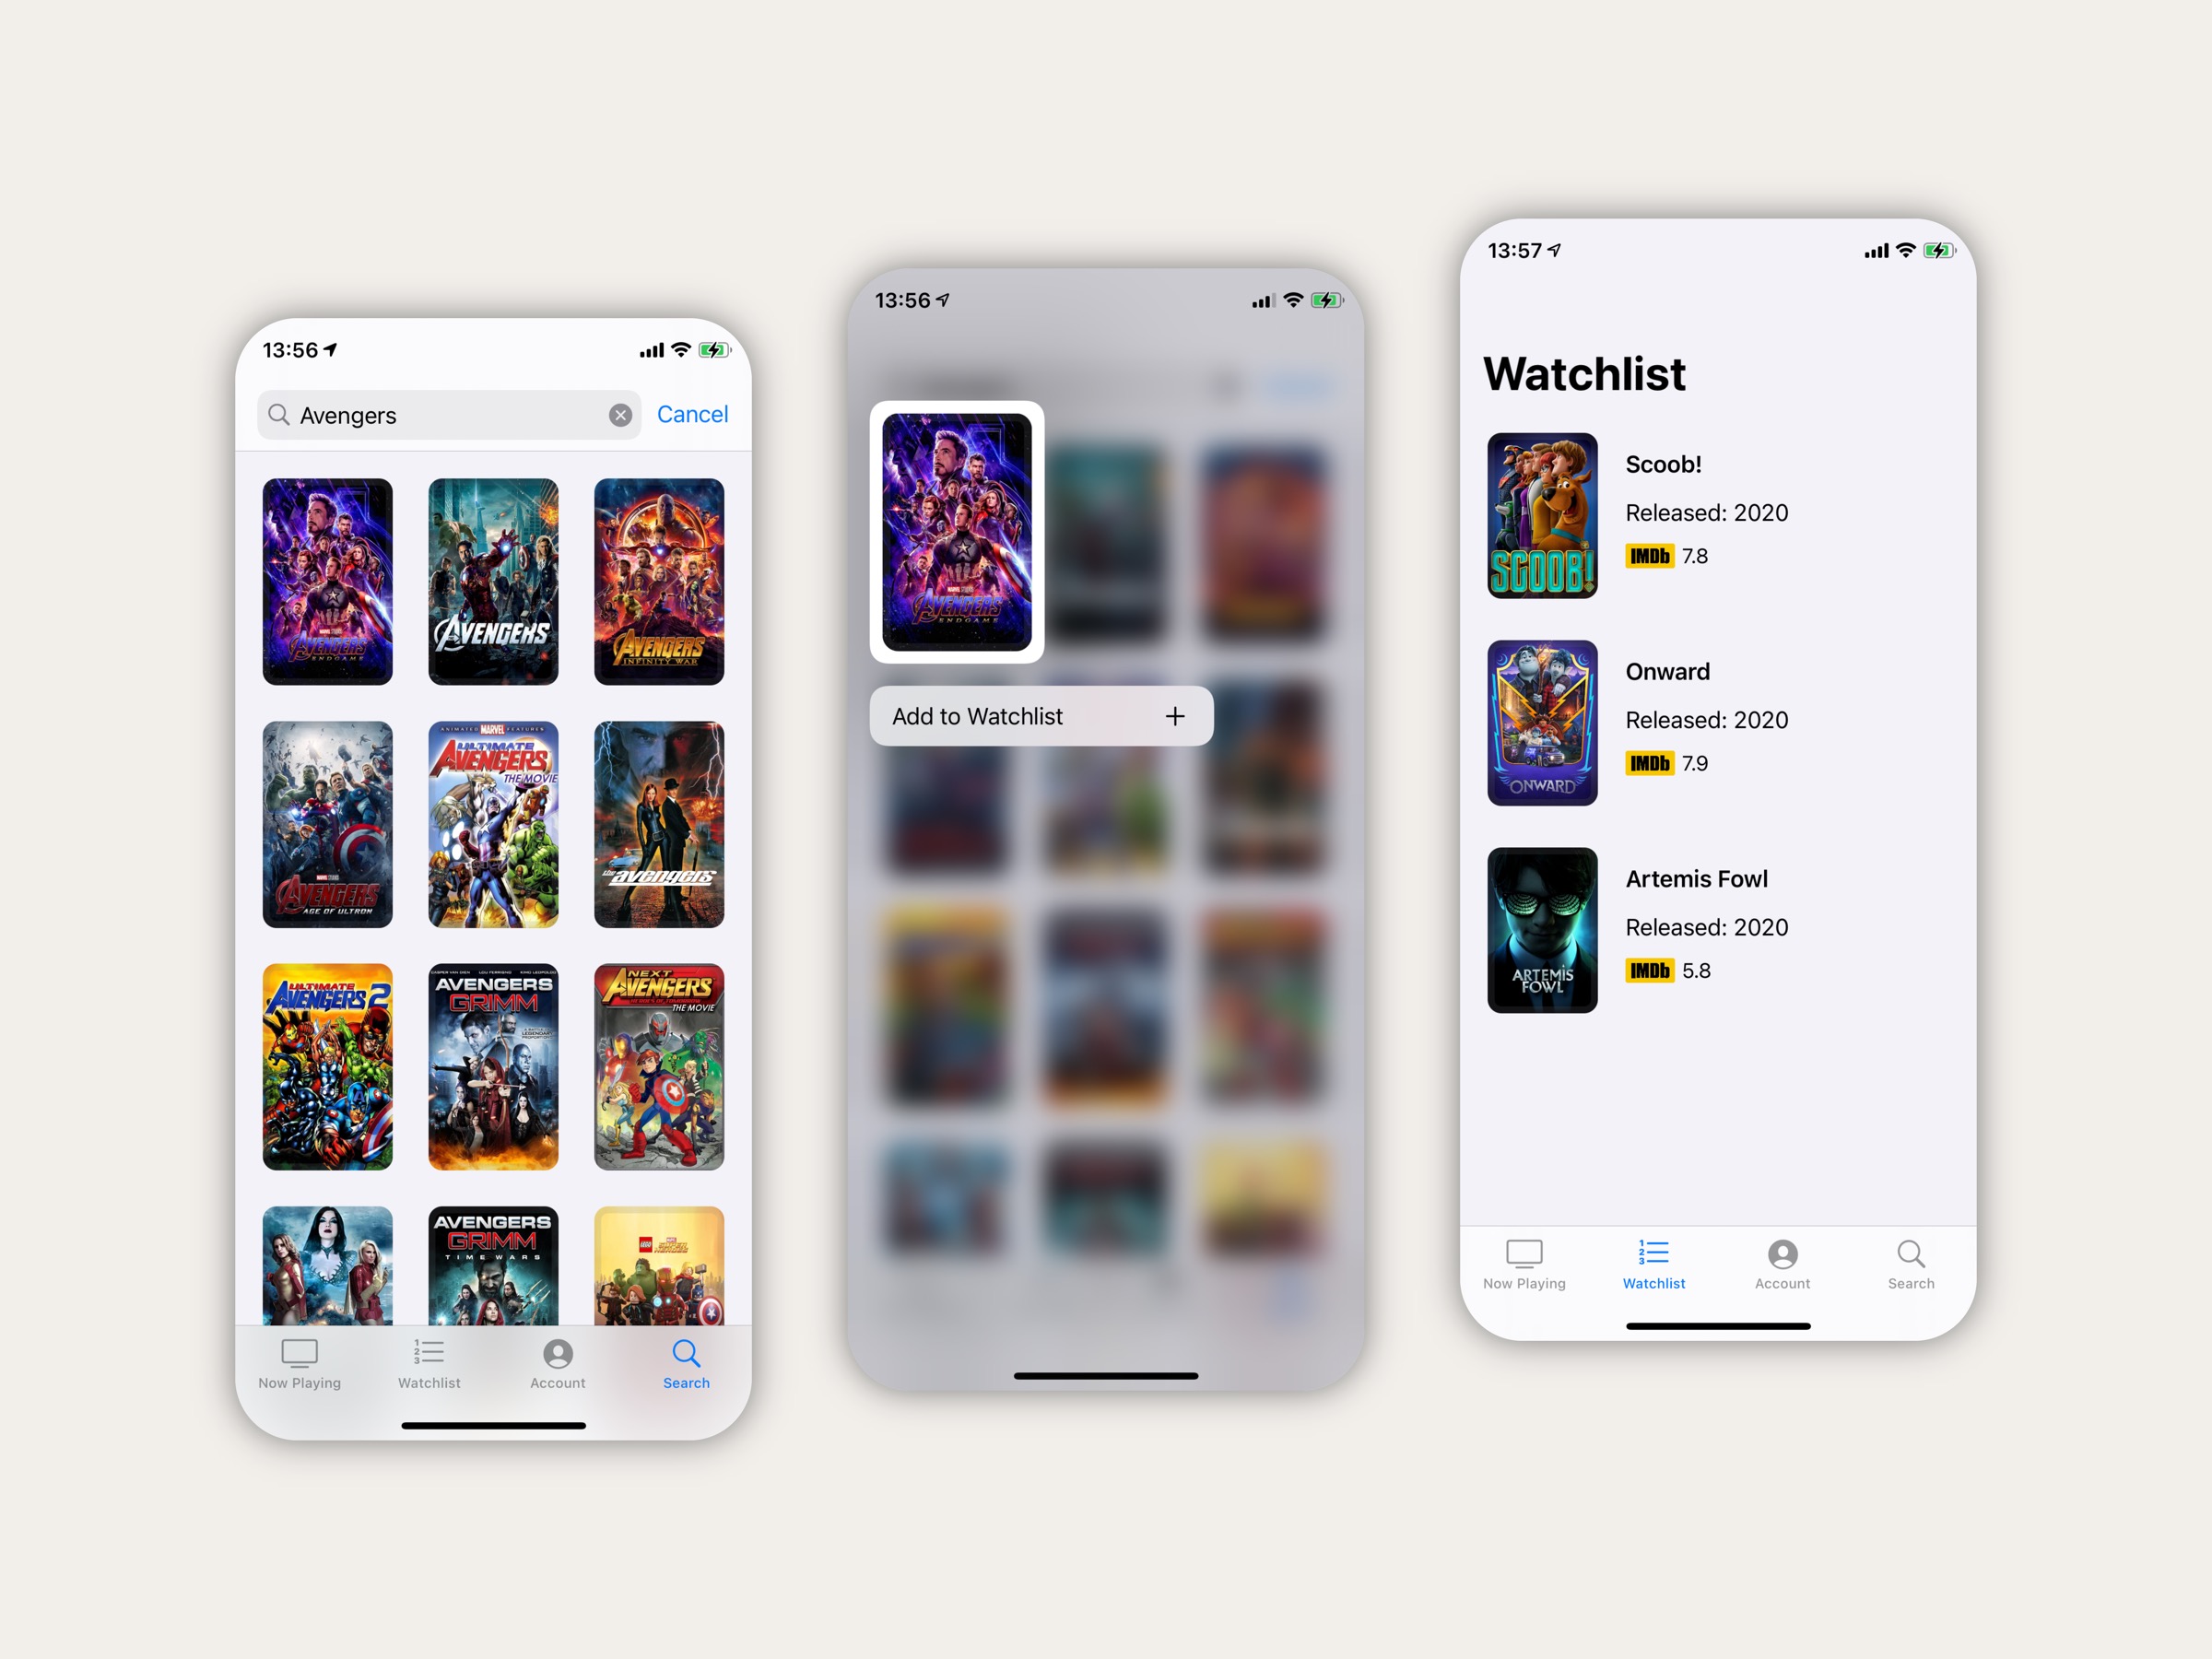 13:56
Avengers
Cancel
AVENGERS
ENDGAME
AVENGERS
AVENGERS
INFINITY WAR
AVENGERS
AGE OF ULTRON
ANIMATED MARVEL FEATURES
ULTIMATE
AVENGERS
THE MOVIE
the avengers
ULTIMATE
AVENGERS 2
AVENGERS
GRIMM
NEXT
AVENGERS
THE MOVIE
AVENGERS
GRIMM
TIME WARS
LEGO
Now Playing
Watchlist
Account
Search
13:56
AVENGERS
ENDGAME
Add to Watchlist
13:57
Watchlist
SCOOB!
Scoob!
Released: 2020
IMDb 7.8
ONWARD
Onward
Released: 2020
IMDb 7.9
ARTEMIS
FOWL
Artemis Fowl
Released: 2020
IMDb 5.8
Now Playing
Watchlist
Account
Search